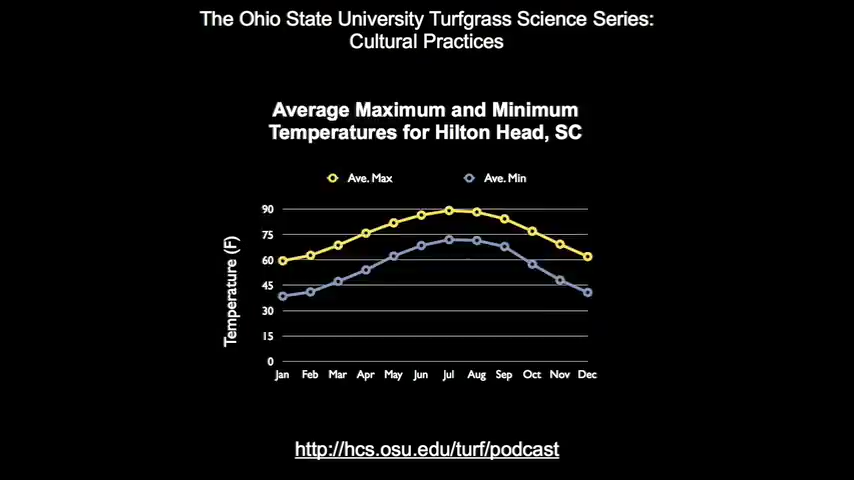 The Ohio State University Turfgrass Science Series:
Cultural Practices
Average Maximum and Minimum
Temperatures for Hilton Head, SC
Ave. Max
Ave. Min
Temperature (F)
90
75
60
45
30
15
0
Jan Feb Mar Apr May Jun Jul Aug Sep Oct Nov Dec
http://hcs.osu.edu/turf/podcast